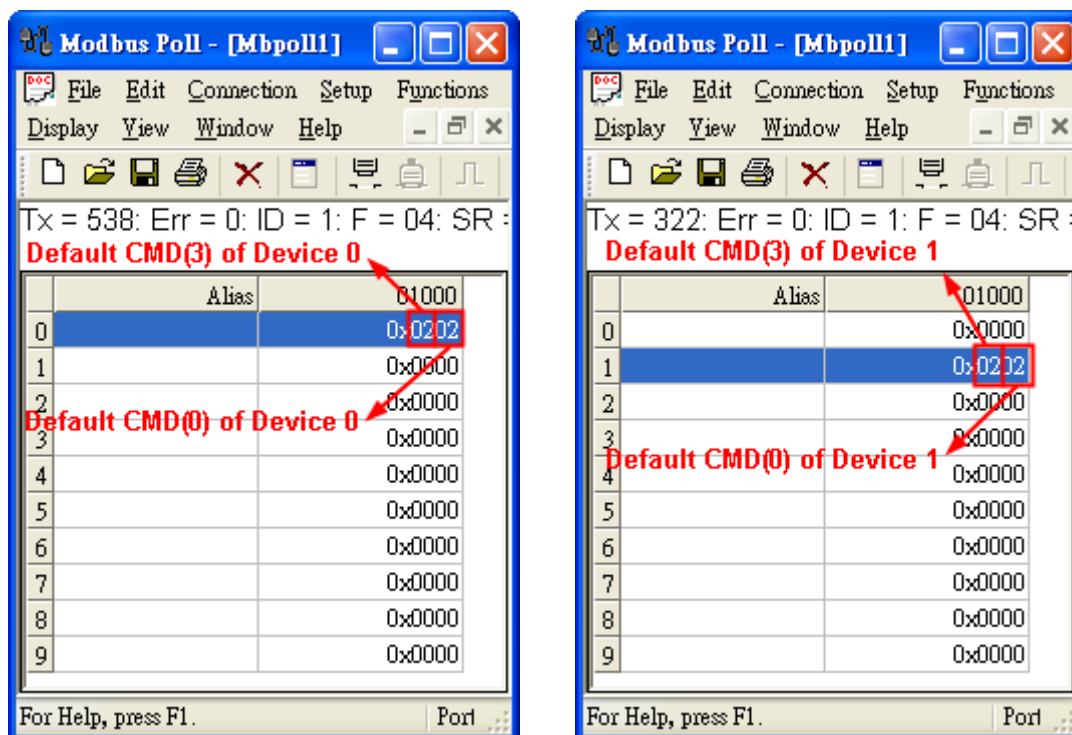 Modbus Poll - [Mbpoll1]
File Edit Connection Setup Functions
Display View Window Help
Tx = 538: Err = 0: ID = 1: F = 04: SR =
Default CMD(3) of Device 0
Alias 01000
0 0x0202
1 0x0000
2 0x0000
Default CMD(0) of Device 0
3 0x0000
4 0x0000
5 0x0000
6 0x0000
7 0x0000
8 0x0000
9 0x0000
For Help, press F1. Port
Modbus Poll - [Mbpoll1]
File Edit Connection Setup Functions
Display View Window Help
Tx = 322: Err = 0: ID = 1: F = 04: SR =
Default CMD(3) of Device 1
Alias 01000
0 0x0000
1 0x0202
2 0x0000
3 0x0000
Default CMD(0) of Device 1
4 0x0000
5 0x0000
6 0x0000
7 0x0000
8 0x0000
9 0x0000
For Help, press F1. Port